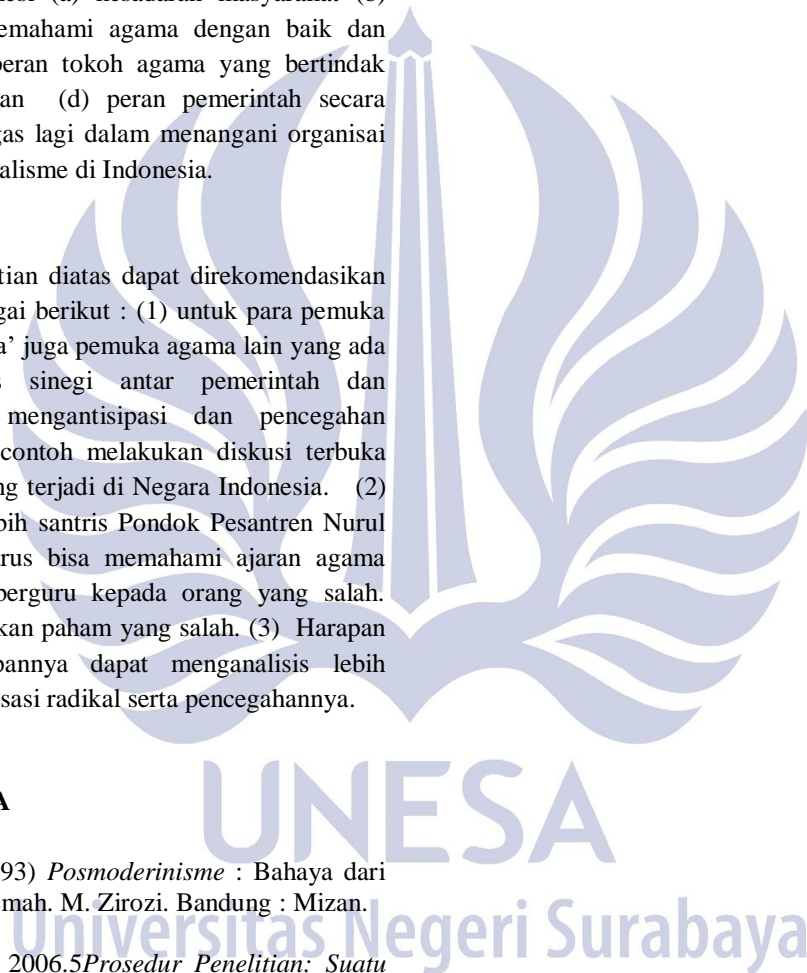 (a) kesadaran masyarakat (b)
emahami agama dengan baik dan
peran tokoh agama yang bertindak
an (d) peran pemerintah secara
gas lagi dalam menangani organisai
alisme di Indonesia.
tian diatas dapat direkomendasikan
gai berikut : (1) untuk para pemuka
a’ juga pemuka agama lain yang ada
s sinegi antar pemerintah dan
mengantisipasi dan pencegahan
contoh melakukan diskusi terbuka
ng terjadi di Negara Indonesia. (2)
bih santris Pondok Pesantren Nurul
rus bisa memahami ajaran agama
berguru kepada orang yang salah.
kan paham yang salah. (3) Harapan
pannya dapat menganalisis lebih
sasi radikal serta pencegahannya.
A
93) Posmoderinisme : Bahaya dari
emah. M. Zirozi. Bandung : Mizan.
2006.5Prosedur Penelitian: Suatu
UNESA
Universitas Negeri Surabaya